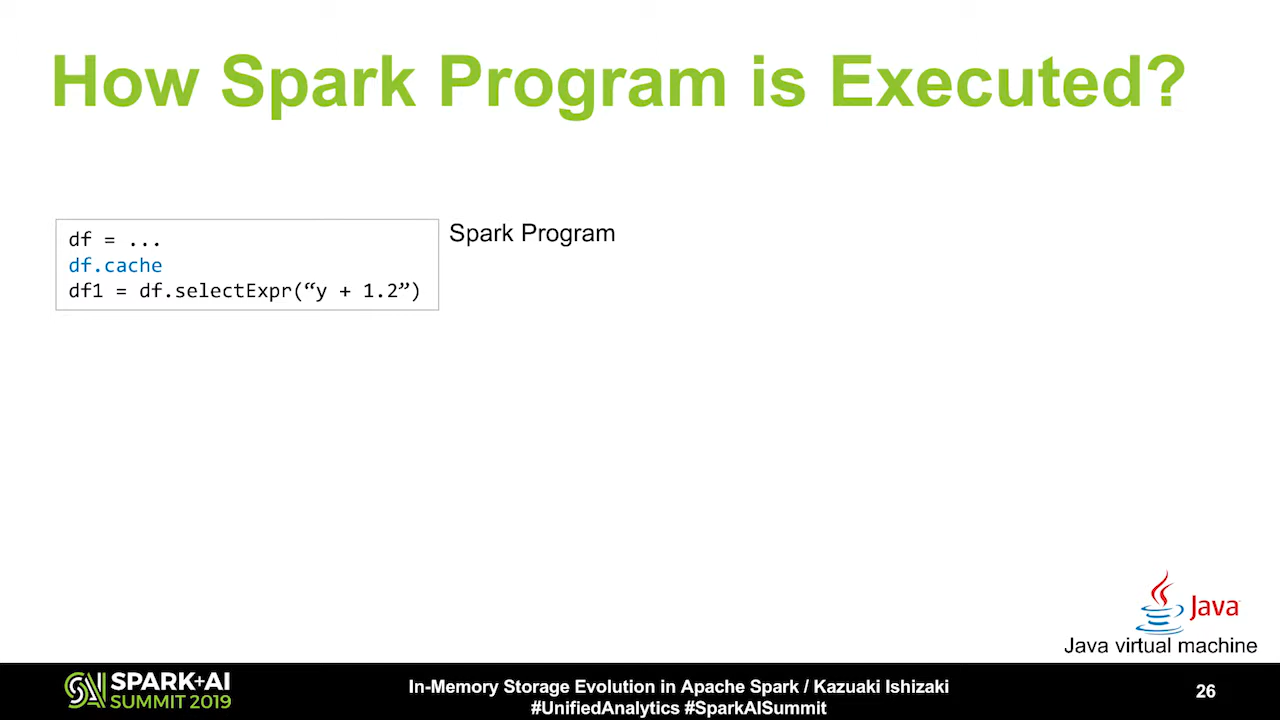 How Spark Program is Executed?
df = ...
df.cache
df1 = df.selectExpr(“y + 1.2”)
Spark Program
Java
Java virtual machine
SPARK+AI
SUMMIT 2019
In-Memory Storage Evolution in Apache Spark / Kazuaki Ishizaki
#UnifiedAnalytics #SparkAISummit
26